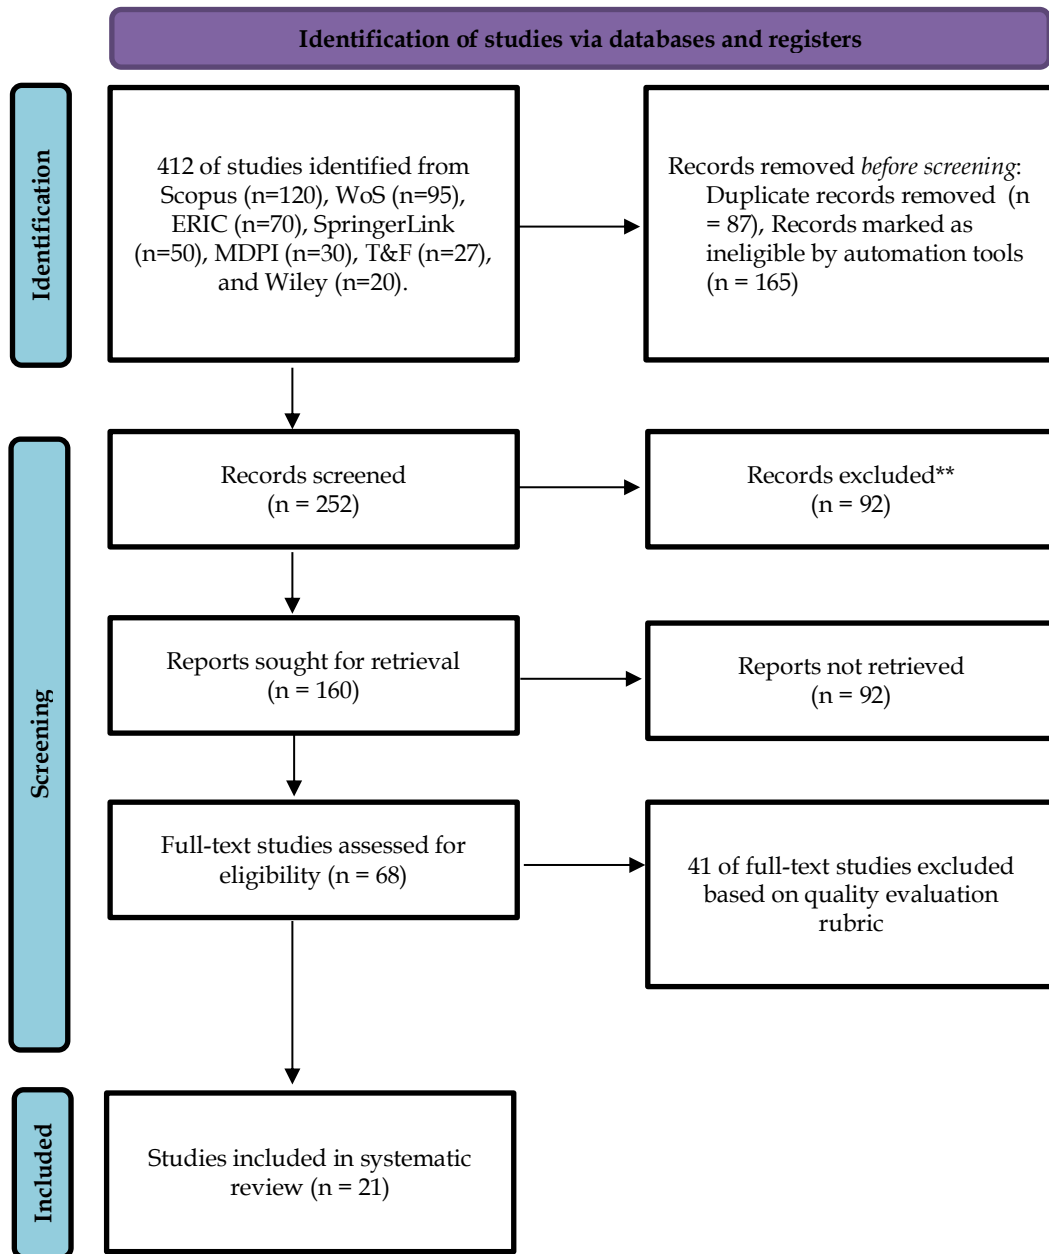 Identification of studies via databases and registers
Identification
412 of studies identified from
Scopus (n=120), WoS (n=95),
ERIC (n=70), SpringerLink
(n=50), MDPI (n=30), T&F (n=27),
and Wiley (n=20).
Records removed before screening:
Duplicate records removed (n
= 87), Records marked as
ineligible by automation tools
(n = 165)
Screening
Records screened
(n = 252)
Records excluded**
(n = 92)
Reports sought for retrieval
(n = 160)
Reports not retrieved
(n = 92)
Full-text studies assessed for
eligibility (n = 68)
41 of full-text studies excluded
based on quality evaluation
rubric
Included
Studies included in systematic
review (n = 21)